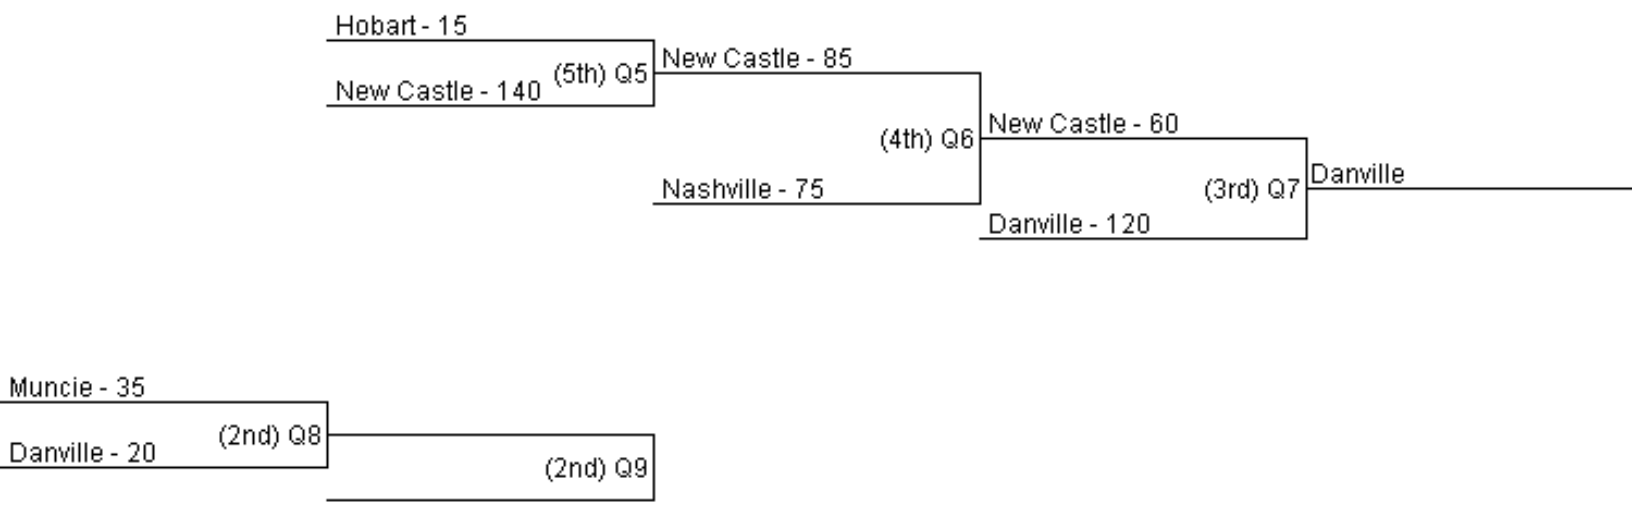 Hobart - 15
(5th) Q5
New Castle - 140
New Castle - 85
(4th) Q6
Nashville - 75
New Castle - 60
(3rd) Q7
Danville - 120
Danville
Muncie - 35
(2nd) Q8
Danville - 20
(2nd) Q9